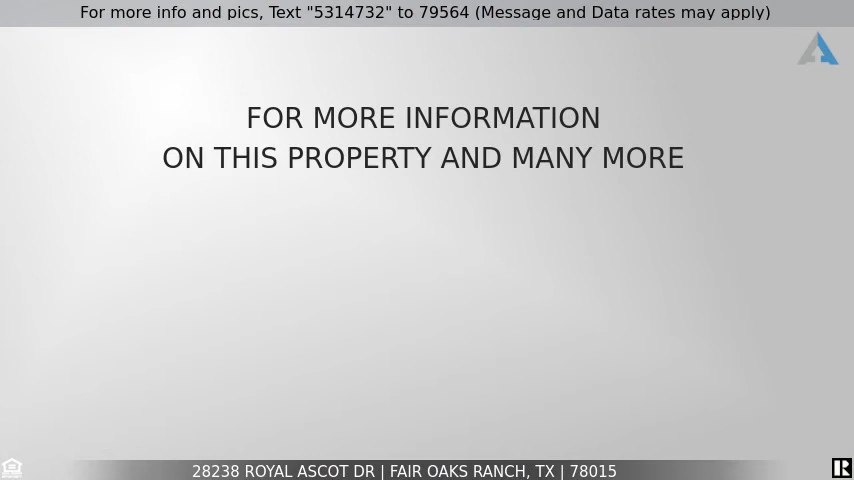 For more info and pics, Text "5314732" to 79564 (Message and Data rates may apply)
FOR MORE INFORMATION
ON THIS PROPERTY AND MANY MORE
28238 ROYAL ASCOT DR | FAIR OAKS RANCH, TX | 78015